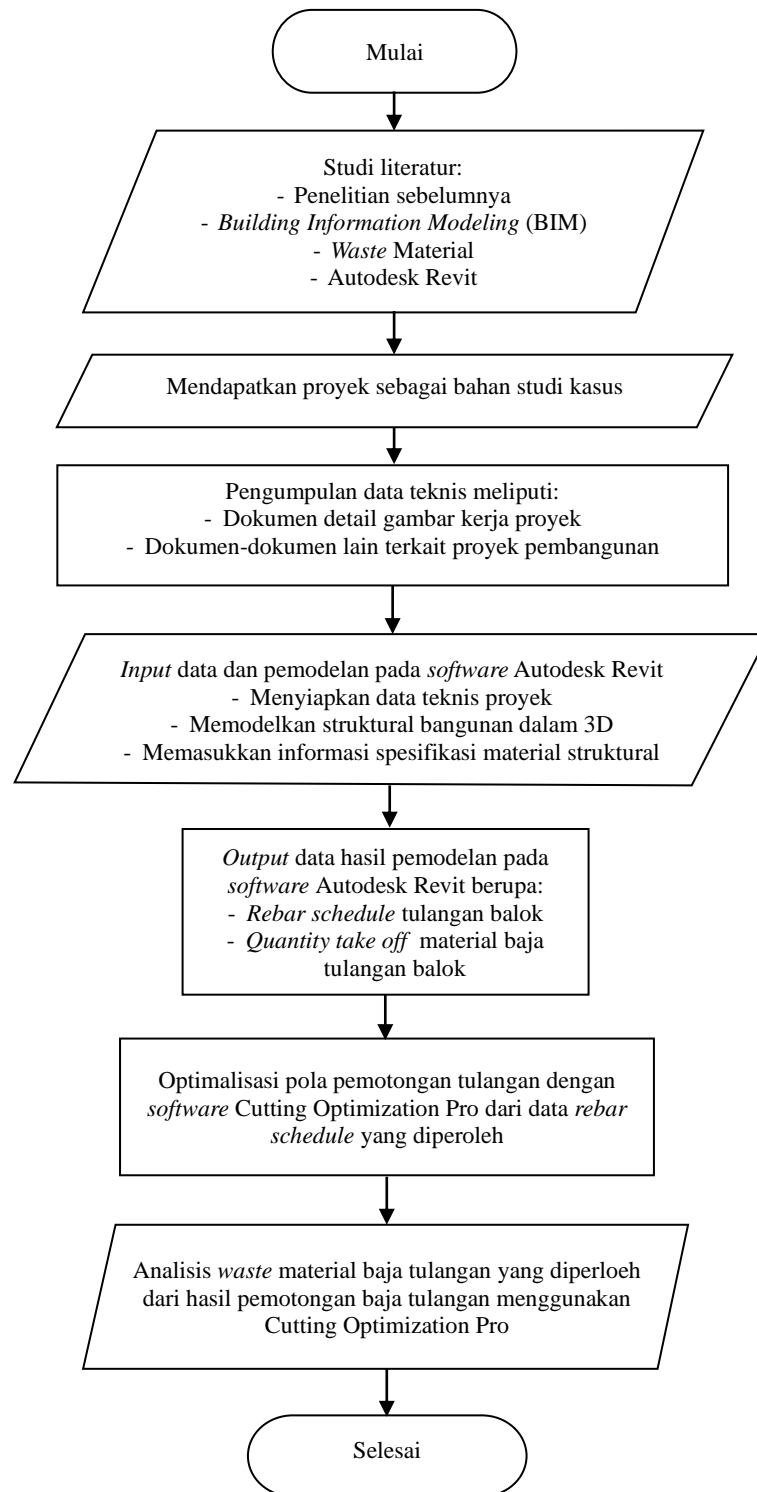 Mulai
Studi literatur:
- Penelitian sebelumnya
- Building Information Modeling (BIM)
- Waste Material
- Autodesk Revit
Mendapatkan proyek sebagai bahan studi kasus
Pengumpulan data teknis meliputi:
- Dokumen detail gambar kerja proyek
- Dokumen-dokumen lain terkait proyek pembangunan
Input data dan pemodelan pada software Autodesk Revit
- Menyiapkan data teknis proyek
- Memodelkan struktural bangunan dalam 3D
- Memasukkan informasi spesifikasi material struktural
Output data hasil pemodelan pada
software Autodesk Revit berupa:
- Rebar schedule tulangan balok
- Quantity take off material baja
tulangan balok
Optimalisasi pola pemotongan tulangan dengan
software Cutting Optimization Pro dari data rebar
schedule yang diperoleh
Analisis waste material baja tulangan yang diperloeh
dari hasil pemotongan baja tulangan menggunakan
Cutting Optimization Pro
Selesai